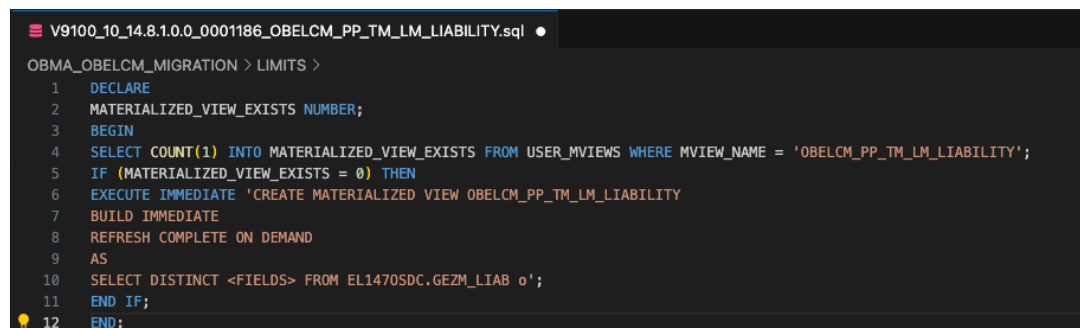 V9100_10_14.8.1.0.0_0001186_OBELCM_PP_TM_LM_LIABILITY.sql ●
OBMA_OBELCM_MIGRATION > LIMITS >
1 DECLARE
2 MATERIALIZED_VIEW_EXISTS NUMBER;
3 BEGIN
4 SELECT COUNT(1) INTO MATERIALIZED_VIEW_EXISTS FROM USER_MVIEWS WHERE MVIEW_NAME = 'OBELCM_PP_TM_LM_LIABILITY';
5 IF (MATERIALIZED_VIEW_EXISTS = 0) THEN
6 EXECUTE IMMEDIATE 'CREATE MATERIALIZED VIEW OBELCM_PP_TM_LM_LIABILITY
7 BUILD IMMEDIATE
8 REFRESH COMPLETE ON DEMAND
9 AS
10 SELECT DISTINCT <FIELDS> FROM EL147OSDC.GEZM_LIAB o';
11 END IF;
12 END;